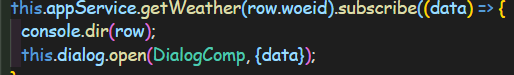 this.appService.getWeather(row.woeid).subscribe((data) => {
console.dir(row);
this.dialog.open(DialogComp, {data});